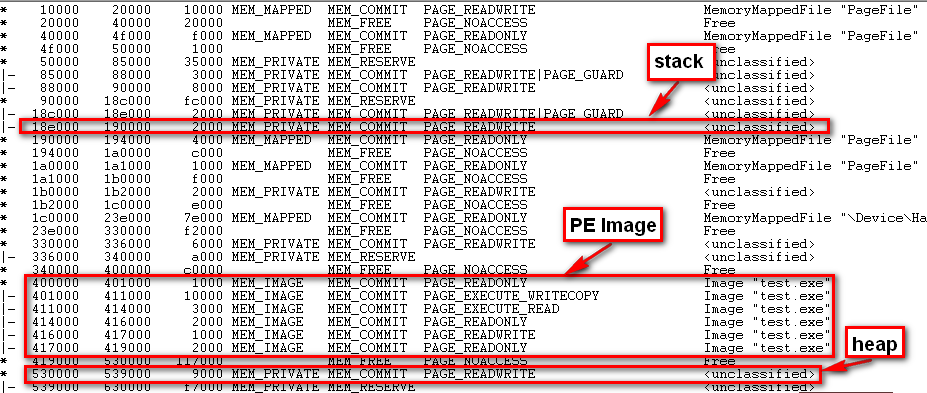 * 10000 20000 10000 MEM_MAPPED MEM_COMMIT PAGE_READWRITE MemoryMappedFile "PageFile"
* 20000 40000 20000 MEM_FREE PAGE_NOACCESS Free
* 40000 4f000 f000 MEM_MAPPED MEM_COMMIT PAGE_READONLY MemoryMappedFile "PageFile"
* 4f000 50000 1000 MEM_FREE PAGE_NOACCESS Free
* 50000 85000 35000 MEM_PRIVATE MEM_RESERVE <unclassified>
|- 85000 88000 3000 MEM_PRIVATE MEM_COMMIT PAGE_READWRITE|PAGE_GUARD <unclassified>
|- 88000 90000 8000 MEM_PRIVATE MEM_COMMIT PAGE_READWRITE <unclassified>
* 90000 18c000 fc000 MEM_PRIVATE MEM_RESERVE <unclassified>
|- 18c000 18e000 2000 MEM_PRIVATE MEM_COMMIT PAGE_READWRITE|PAGE_GUARD <unclassified>
|- 18e000 190000 2000 MEM_PRIVATE MEM_COMMIT PAGE_READWRITE <unclassified>
* 190000 194000 4000 MEM_MAPPED MEM_COMMIT PAGE_READONLY MemoryMappedFile "PageFile"
* 194000 1a0000 c000 MEM_FREE PAGE_NOACCESS Free
* 1a0000 1a1000 1000 MEM_MAPPED MEM_COMMIT PAGE_READONLY MemoryMappedFile "PageFile"
* 1a1000 1b0000 f000 MEM_FREE PAGE_NOACCESS Free
* 1b0000 1b2000 2000 MEM_PRIVATE MEM_COMMIT PAGE_READWRITE <unclassified>
* 1b2000 1c0000 e000 MEM_FREE PAGE_NOACCESS Free
* 1c0000 23e000 7e000 MEM_MAPPED MEM_COMMIT PAGE_READONLY MemoryMappedFile "\Device\Ha
* 23e000 330000 f2000 MEM_FREE PAGE_NOACCESS Free
* 330000 336000 6000 MEM_PRIVATE MEM_COMMIT PAGE_READWRITE <unclassified>
|- 336000 340000 a000 MEM_PRIVATE MEM_RESERVE <unclassified>
* 340000 400000 c0000 MEM_FREE PAGE_NOACCESS Free
* 400000 401000 1000 MEM_IMAGE MEM_COMMIT PAGE_READONLY Image "test.exe"
|- 401000 411000 10000 MEM_IMAGE MEM_COMMIT PAGE_EXECUTE_WRITECOPY Image "test.exe"
|- 411000 414000 3000 MEM_IMAGE MEM_COMMIT PAGE_EXECUTE_READ Image "test.exe"
|- 414000 416000 2000 MEM_IMAGE MEM_COMMIT PAGE_READONLY Image "test.exe"
|- 416000 417000 1000 MEM_IMAGE MEM_COMMIT PAGE_READWRITE Image "test.exe"
|- 417000 419000 2000 MEM_IMAGE MEM_COMMIT PAGE_READONLY Image "test.exe"
* 419000 530000 117000 MEM_FREE PAGE_NOACCESS Free
* 530000 539000 9000 MEM_PRIVATE MEM_COMMIT PAGE_READWRITE <unclassified>
|- 539000 630000 f7000 MEM_PRIVATE MEM_RESERVE <unclassified>
stack
PE Image
heap